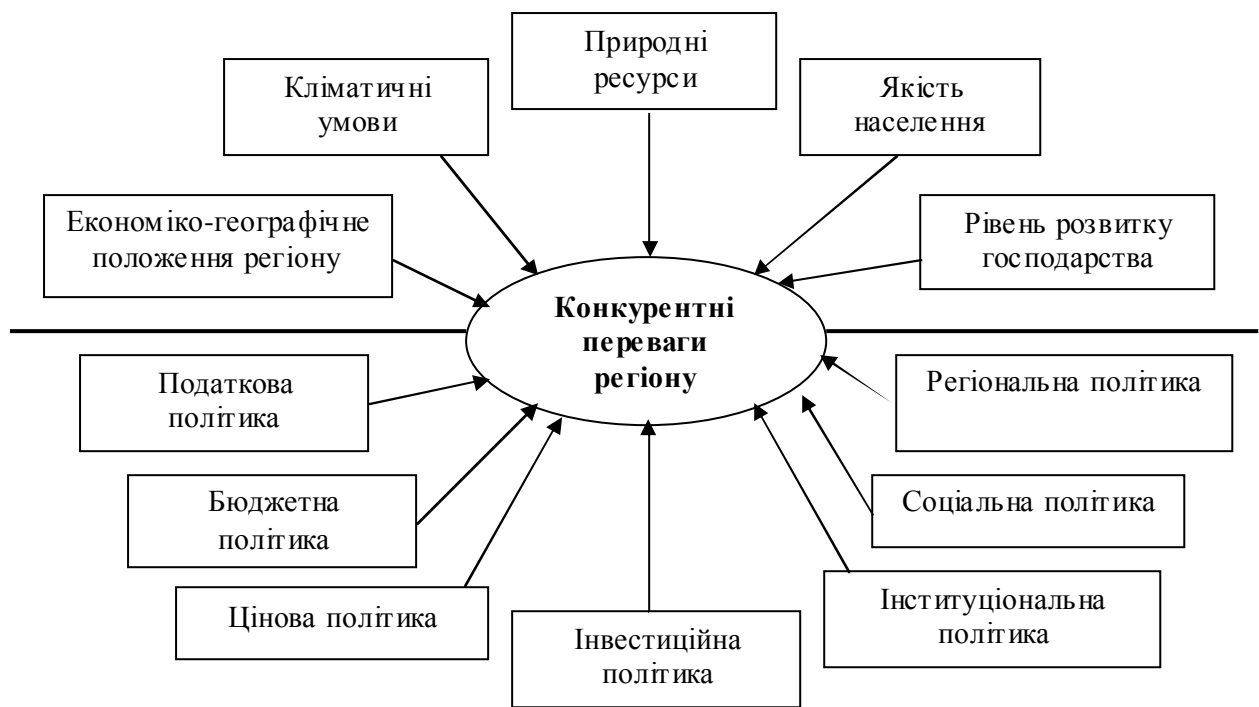 Природні
ресурси
Кліматичні
умови
Якість
населення
Економіко-географічне
положення регіону
Рівень розвитку
господарства
Конкурентні
переваги
регіону
Податкова
політика
Регіональна політика
Бюджетна
політика
Соціальна політика
Цінова політика
Інвестиційна
політика
Інституціональна
політика